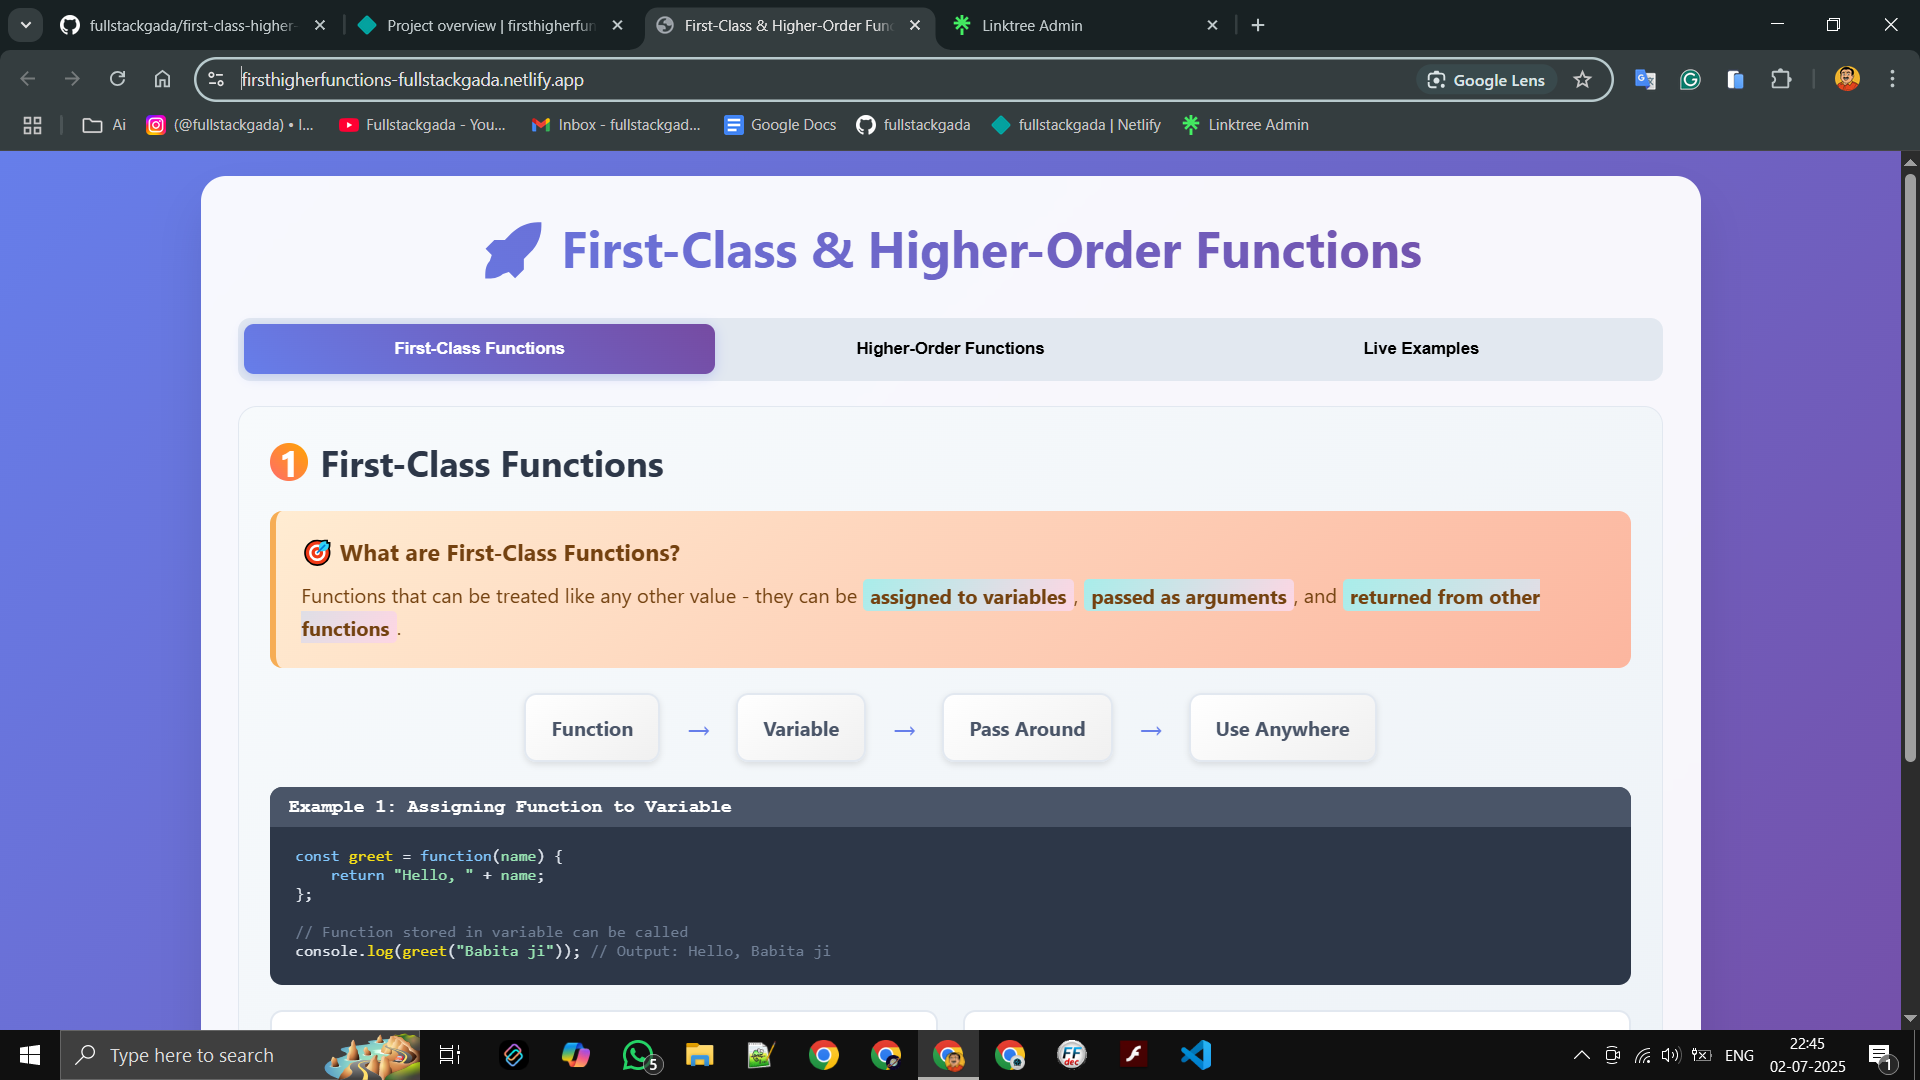 fullstackgada/first-class-higher-
Project overview | firsthigherfun
First-Class & Higher-Order Fun
Linktree Admin
firsthigherfunctions-fullstackgada.netlify.app
Google Lens
Ai
(@fullstackgada) • I...
Fullstackgada - You...
Inbox - fullstackgad...
Google Docs
fullstackgada
fullstackgada | Netlify
Linktree Admin
First-Class & Higher-Order Functions
First-Class Functions
Higher-Order Functions
Live Examples
1 First-Class Functions
What are First-Class Functions?
Functions that can be treated like any other value - they can be assigned to variables, passed as arguments, and returned from other
functions.
Function → Variable → Pass Around → Use Anywhere
Example 1: Assigning Function to Variable
const greet = function(name) {
    return "Hello, " + name;
};
// Function stored in variable can be called
console.log(greet("Babita ji")); // Output: Hello, Babita ji
Type here to search
5
FF
dec
ENG
22:45
02-07-2025
1